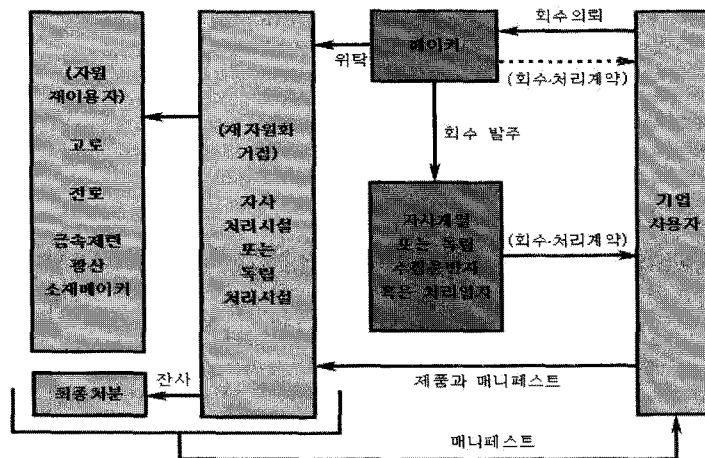 (자원
재이용자)
고로
전로
금속제련
광산
소재메이커
최종처분
잔사
(재자원화
거점)
자사
처리시설
또는
독립
처리시설
위탁
메이커
회수의뢰
(회수·처리계약)
회수 발주
자사계열
또는 독립
수집운반사
혹은 처리업자
(회수·처리계약)
기업
사용자
제품과 매니페스트
매니페스트